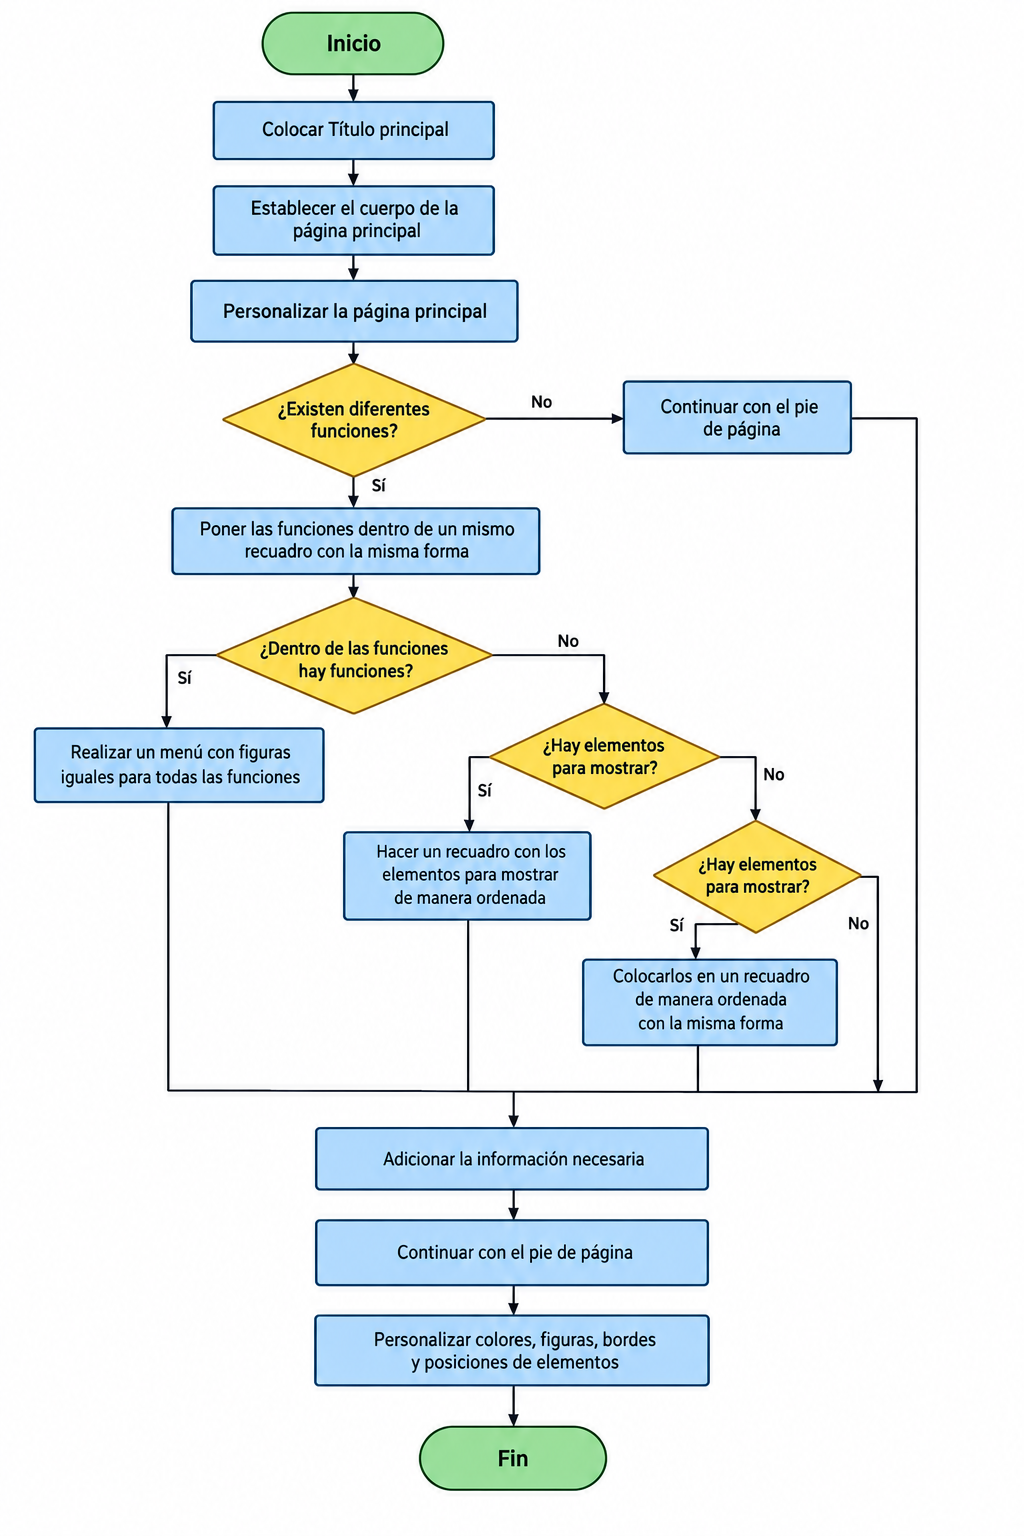 Inicio
Colocar Título principal
Establecer el cuerpo de la
página principal
Personalizar la página principal
¿Existen diferentes
funciones?
No
Continuar con el pie
de página
Sí
Poner las funciones dentro de un mismo
recuadro con la misma forma
¿Dentro de las funciones
hay funciones?
No
Sí
Realizar un menú con figuras
iguales para todas las funciones
¿Hay elementos
para mostrar?
Sí
No
Hacer un recuadro con los
elementos para mostrar
de manera ordenada
¿Hay elementos
para mostrar?
Sí
No
Colocarlos en un recuadro
de manera ordenada
con la misma forma
Adicionar la información necesaria
Continuar con el pie de página
Personalizar colores, figuras, bordes
y posiciones de elementos
Fin